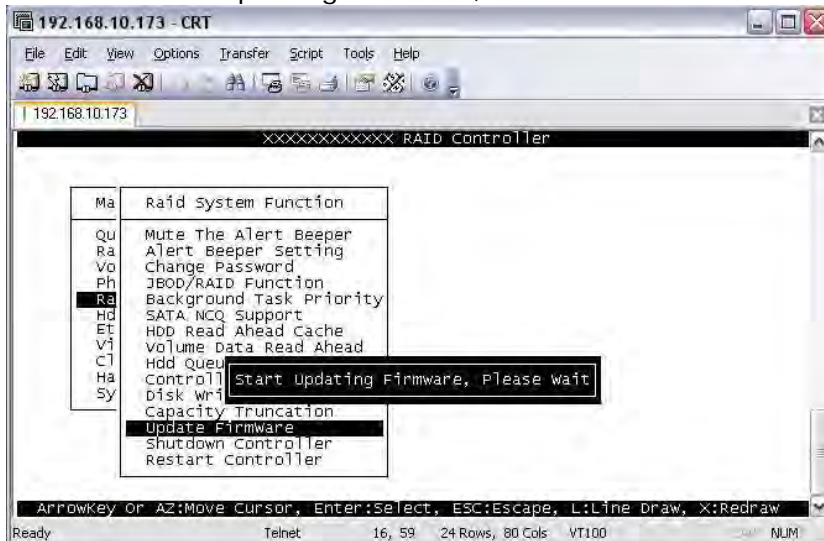 192.168.10.173 - CRT
File Edit View Options Transfer Script Tools Help
192.168.10.173
XXXXXXXXXXXX RAID Controller
Ma
Raid System Function
Qu
Mute The Alert Beeper
Ra
Alert Beeper Setting
Vo
Change Password
Ph
JBOD/RAID Function
Ra
Background Task Priority
Hd
SATA NCQ Support
Et
HDD Read Ahead Cache
Vi
Volume Data Read Ahead
Cl
Hdd Queu
Ha
Controll
Start Updating Firmware, Please Wait
Sy
Disk Wri
Capacity Truncation
Update FirmWare
Shutdown Controller
Restart Controller
ArrowKey Or AZ:Move Cursor, Enter:Select, ESC:Escape, L:Line Draw, X:Redraw
Ready Telnet 16, 59 24 Rows, 80 Cols VT100 NUM